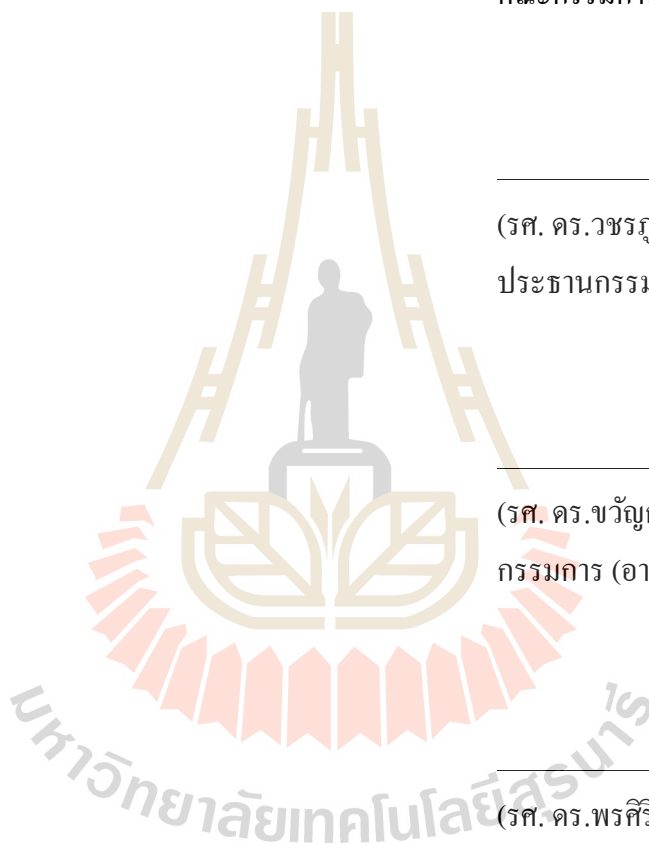 (รศ. ดร.วชรภู
ประธานกรรม
(รศ. ดร.ขวัญก
กรรมการ (อา
(รศ. ดร.พรศิริ
มหาวิทยาลัยเทคโนโลยีสุรนารี